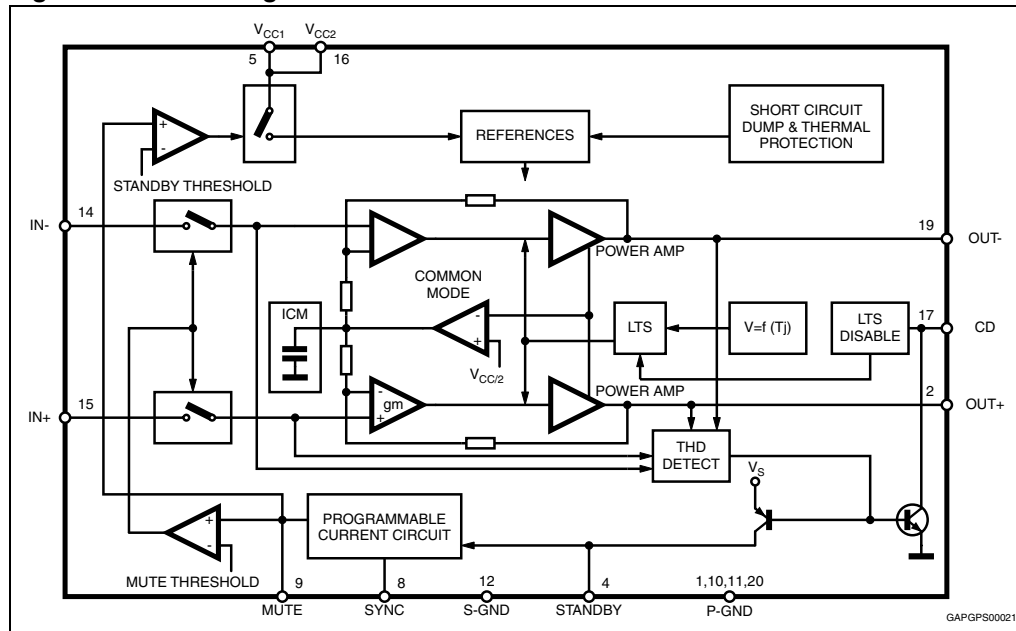 VCC1
VCC2
5
16
SHORT CIRCUIT
DUMP & THERMAL
PROTECTION
+
-
REFERENCES
STANDBY THRESHOLD
IN-
14
19
OUT-
POWER AMP
COMMON
MODE
ICM
-
+
VCC/2
LTS
V=f (Tj)
LTS
DISABLE
17
CD
POWER AMP
IN+
15
-
gm
+
2
OUT+
THD
DETECT
VS
PROGRAMMABLE
CURRENT CIRCUIT
+
-
MUTE THRESHOLD
9
8
12
4
1,10,11,20
MUTE
SYNC
S-GND
STANDBY
P-GND
GAPGPS00021